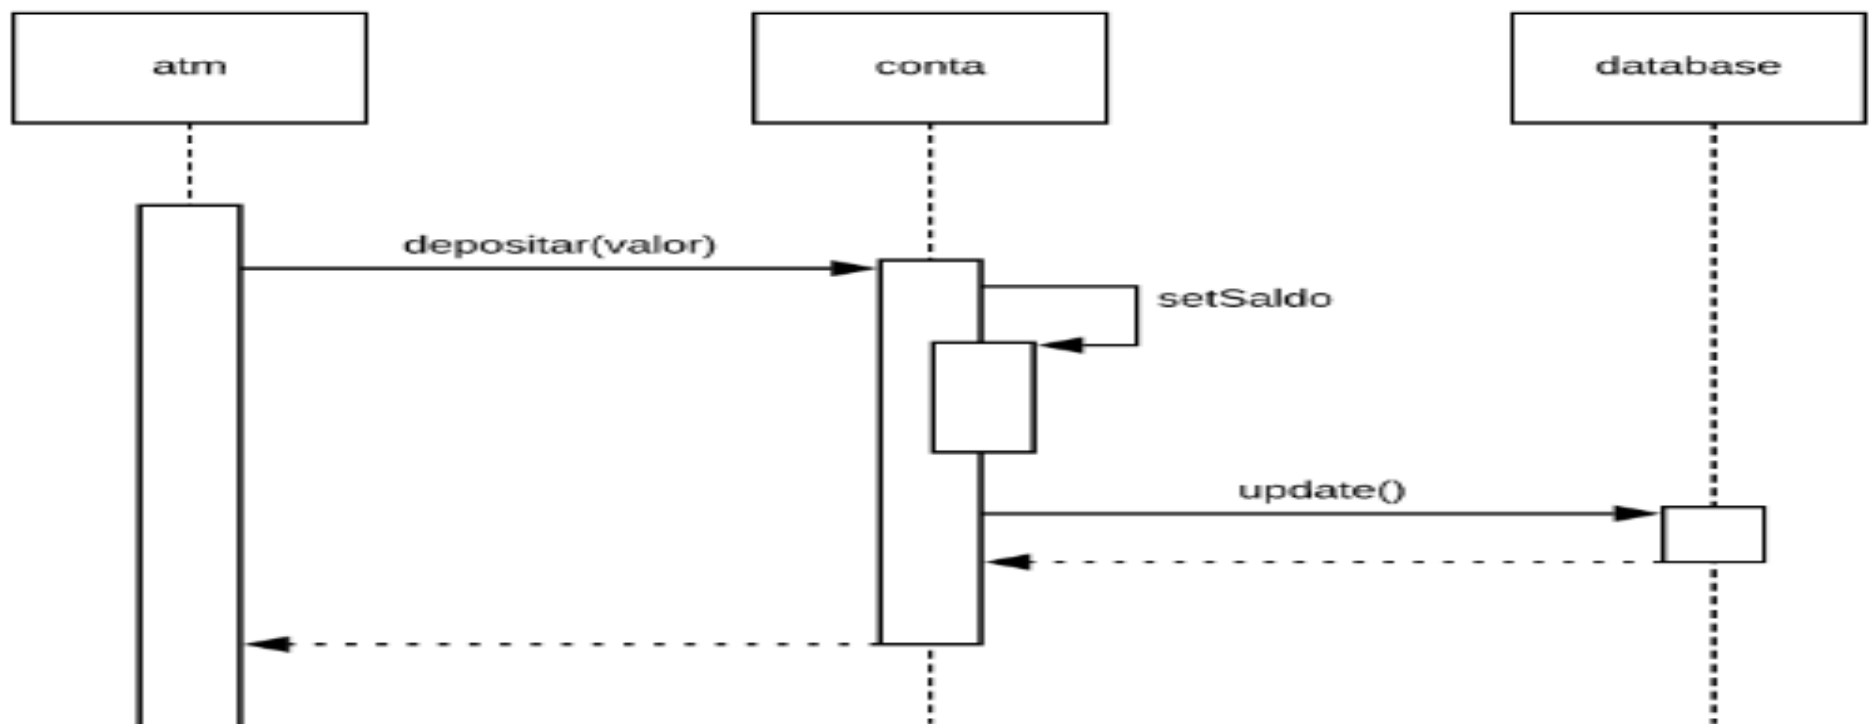 atm
conta
database
depositar(valor)
setSaldo
update()